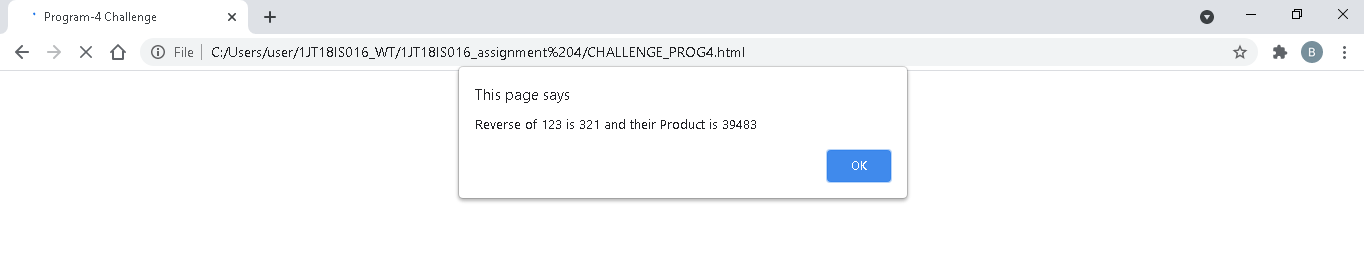 Program-4 Challenge
File
C:/Users/user/1JT18IS016_WT/1JT18IS016_assignment%204/CHALLENGE_PROG4.html
B
This page says
Reverse of 123 is 321 and their Product is 39483
OK